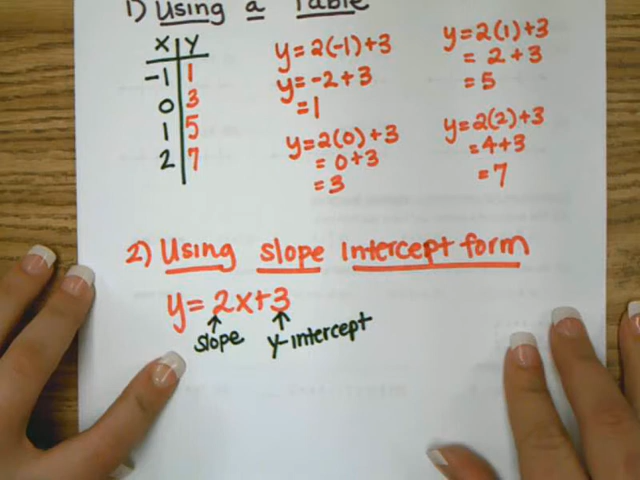 1) Using a Table
X Y
-1 1
0 3
1 5
2 7
y=2(-1)+3
y=-2+3
=1
y=2(0)+3
=0+3
=3
y=2(1)+3
=2+3
=5
y=2(2)+3
=4+3
=7
2) Using slope intercept form
y=2x+3
slope y-intercept